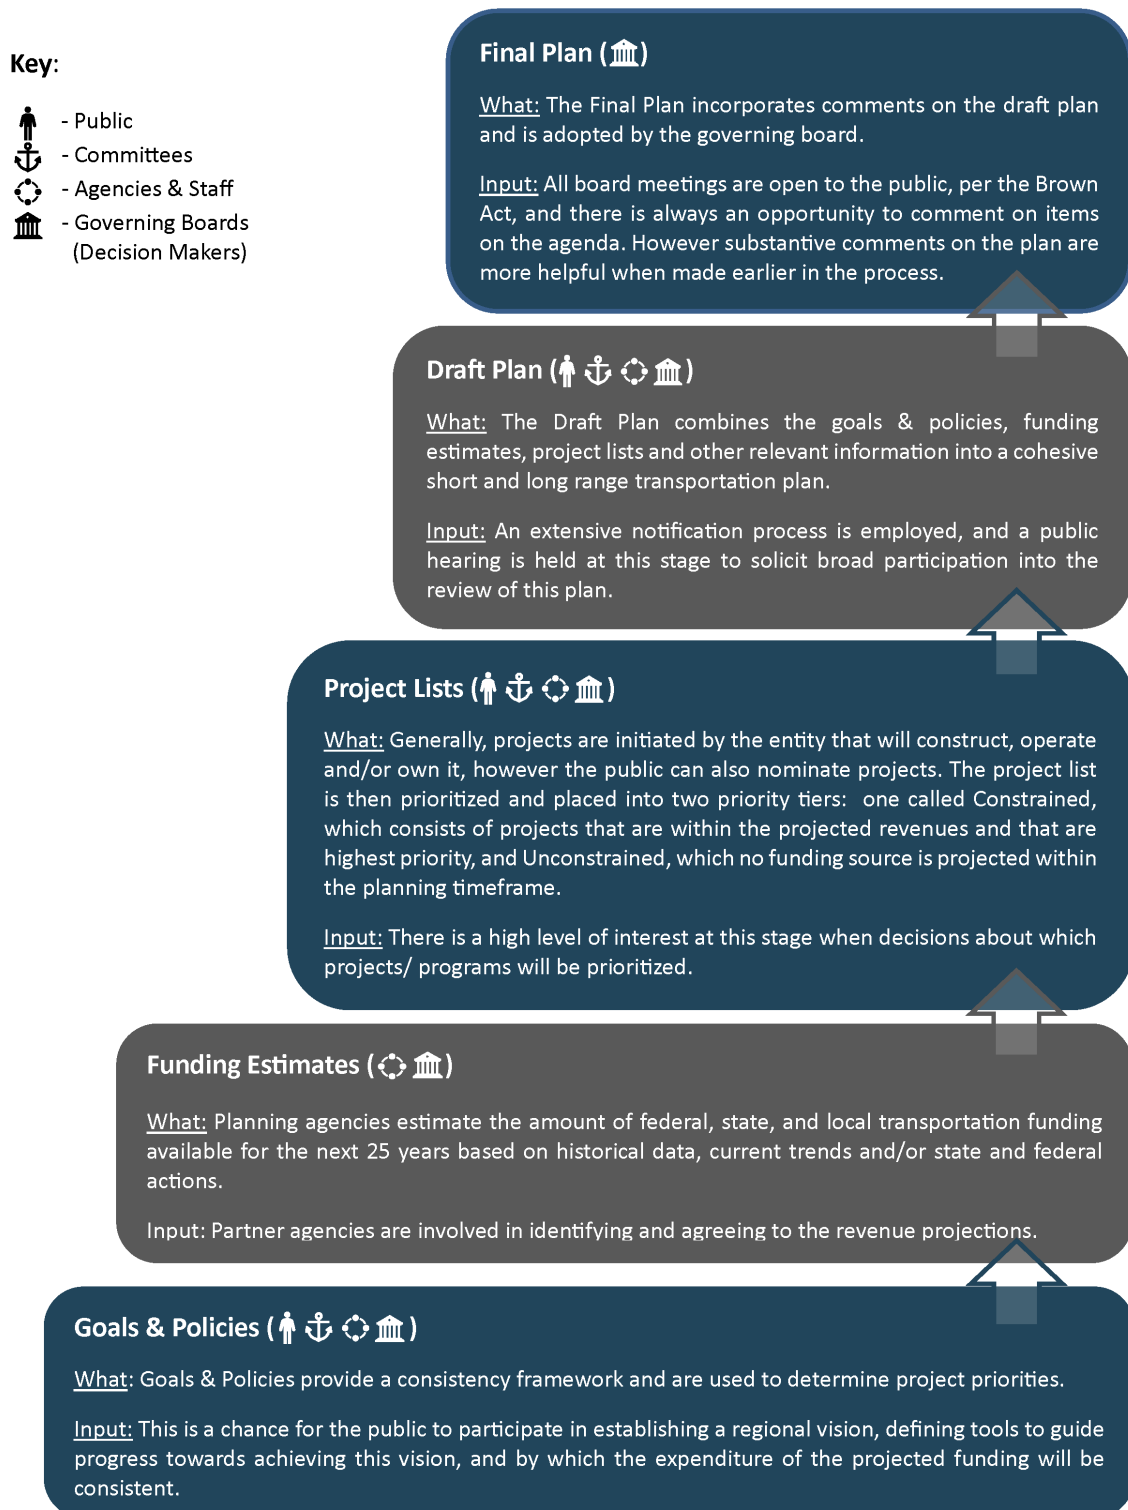 Key:
- Public
- Committees
- Agencies & Staff
- Governing Boards
(Decision Makers)
Final Plan ( )
What: The Final Plan incorporates comments on the draft plan
and is adopted by the governing board.
Input: All board meetings are open to the public, per the Brown
Act, and there is always an opportunity to comment on items
on the agenda. However substantive comments on the plan are
more helpful when made earlier in the process.
Draft Plan ( )
What: The Draft Plan combines the goals & policies, funding
estimates, project lists and other relevant information into a cohesive
short and long range transportation plan.
Input: An extensive notification process is employed, and a public
hearing is held at this stage to solicit broad participation into the
review of this plan.
Project Lists ( )
What: Generally, projects are initiated by the entity that will construct, operate
and/or own it, however the public can also nominate projects. The project list
is then prioritized and placed into two priority tiers: one called Constrained,
which consists of projects that are within the projected revenues and that are
highest priority, and Unconstrained, which no funding source is projected within
the planning timeframe.
Input: There is a high level of interest at this stage when decisions about which
projects/ programs will be prioritized.
Funding Estimates ( )
What: Planning agencies estimate the amount of federal, state, and local transportation funding
available for the next 25 years based on historical data, current trends and/or state and federal
actions.
Input: Partner agencies are involved in identifying and agreeing to the revenue projections.
Goals & Policies ( )
What: Goals & Policies provide a consistency framework and are used to determine project priorities.
Input: This is a chance for the public to participate in establishing a regional vision, defining tools to guide
progress towards achieving this vision, and by which the expenditure of the projected funding will be
consistent.